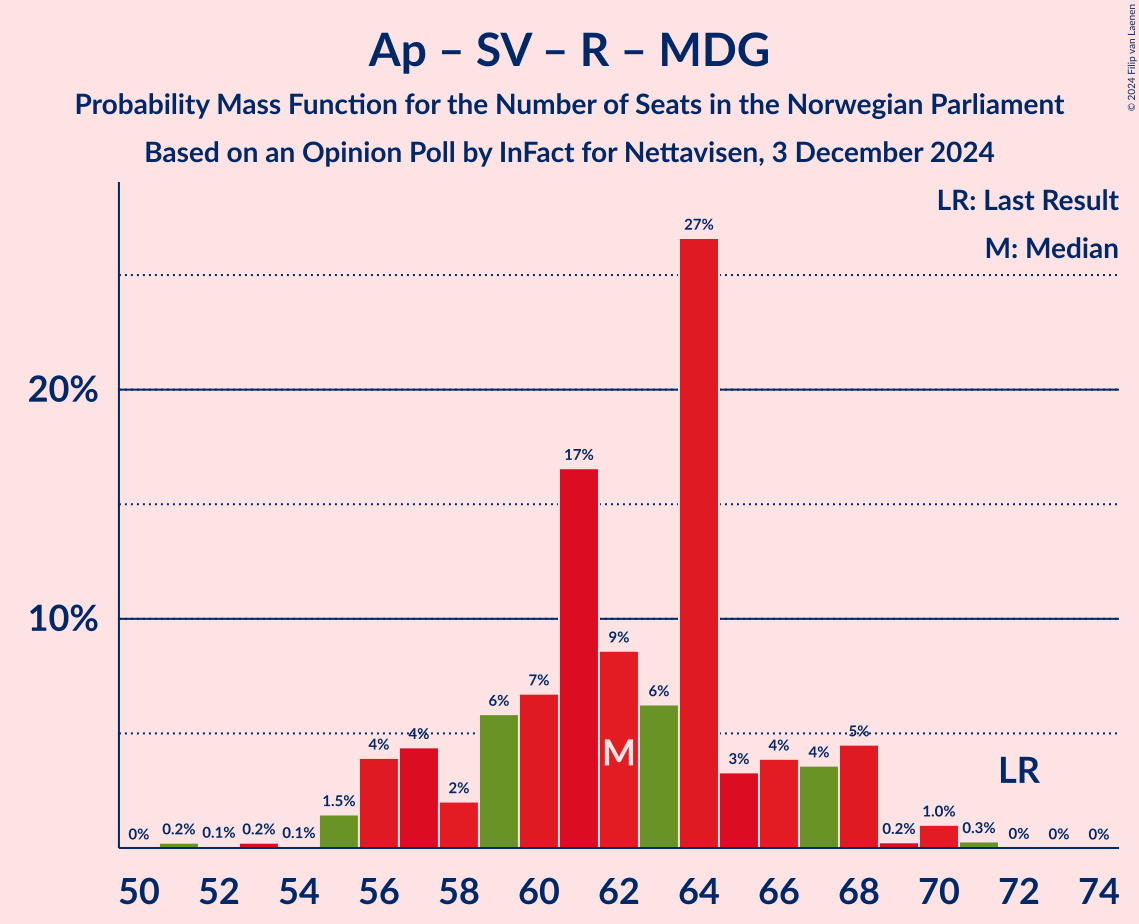 © 2024 Filip van Laenen
Ap – SV – R – MDG
Probability Mass Function for the Number of Seats in the Norwegian Parliament
Based on an Opinion Poll by InFact for Nettavisen, 3 December 2024
LR: Last Result
M: Median
20%
10%
0% 0.2% 0.1% 0.2% 0.1% 1.5% 4% 4% 2% 6% 7% 17% 9% 6% 27% 3% 4% 4% 5% 0.2% 1.0% 0.3% 0% 0% 0%
M
LR
50 52 54 56 58 60 62 64 66 68 70 72 74